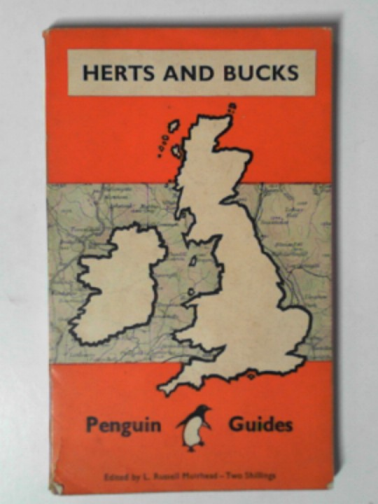 HERTS AND BUCKS
Penguin Guides
Edited by L. Russell Muirhead - Two Shillings